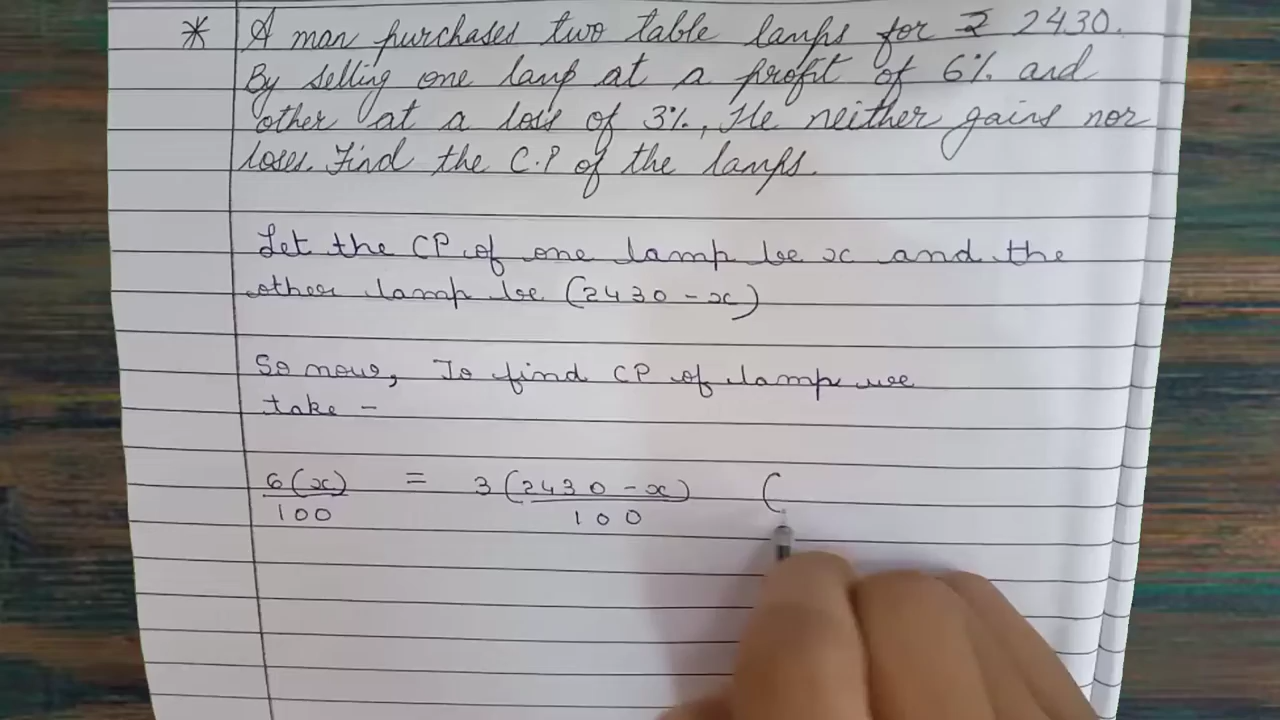 * A man purchases two table lamps for ₹ 2430.
By selling one lamp at a profit of 6% and
other at a loss of 3%, He neither gains nor
loses. Find the C.P of the lamps.
Let the CP of one lamp be x and the
other lamp be (2430 - x)
So now, To find CP of lamp we
take -
6(x)/100 = 3(2430 - x)/100 (